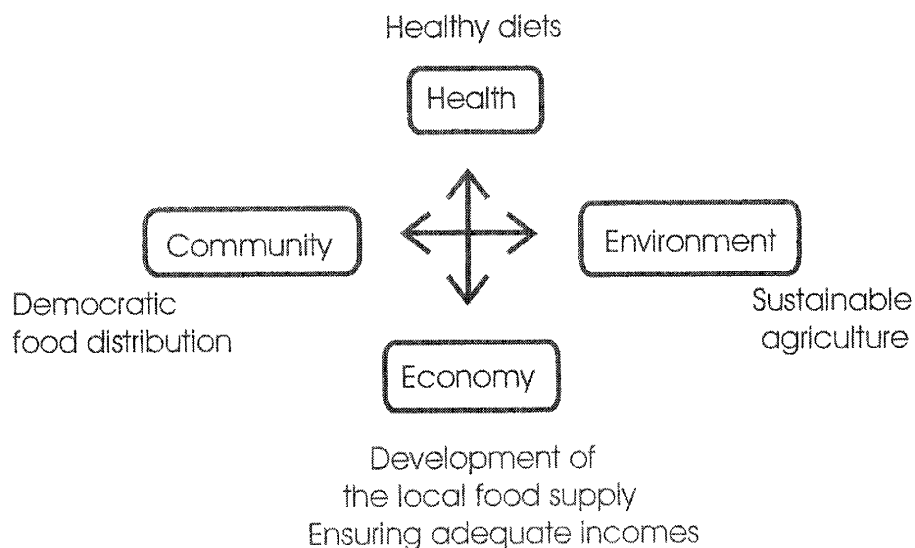 Healthy diets
Health
Community
Environment
Democratic
food distribution
Sustainable
agriculture
Economy
Development of
the local food supply
Ensuring adequate incomes